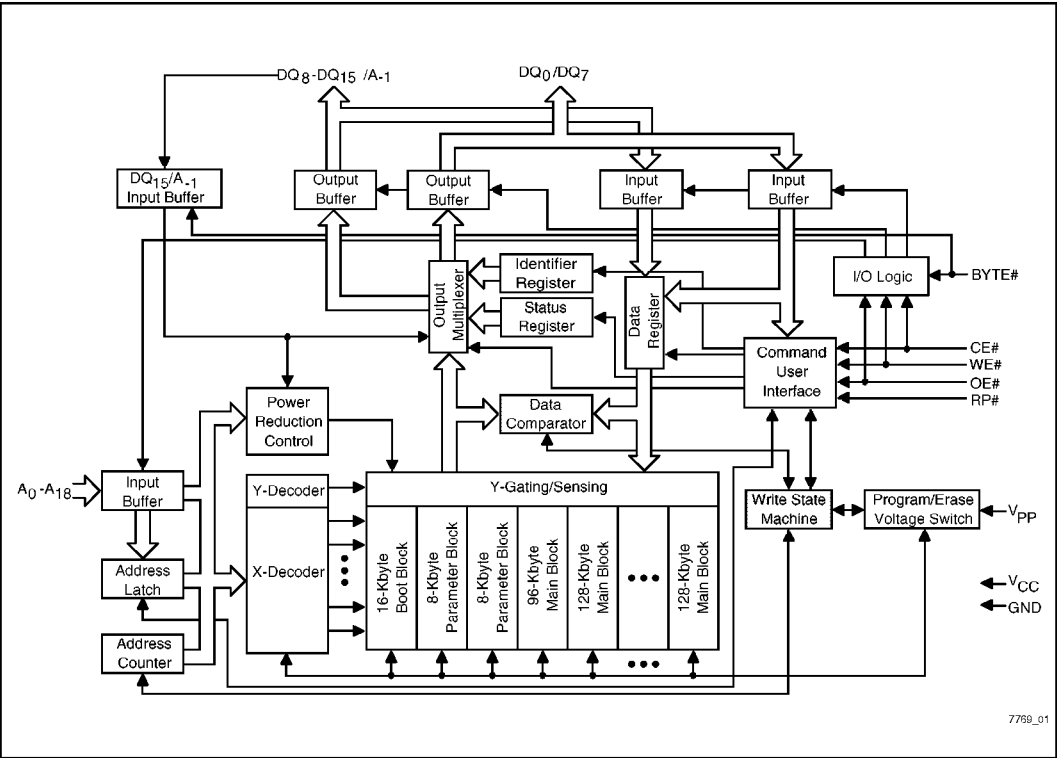 DQ8-DQ15 /A-1
DQ0/DQ7
DQ15/A-1
Input Buffer
Output
Buffer
Output
Buffer
Input
Buffer
Input
Buffer
Output
Multiplexer
Identifier
Register
Status
Register
Data
Register
I/O Logic
BYTE#
Command
User
Interface
CE#
WE#
OE#
RP#
Power
Reduction
Control
Data
Comparator
A0-A18
Input
Buffer
Y-Decoder
Y-Gating/Sensing
Write State
Machine
Program/Erase
Voltage Switch
VPP
Address
Latch
X-Decoder
16-Kbyte
Boot Block
8-Kbyte
Parameter Block
8-Kbyte
Parameter Block
96-Kbyte
Main Block
128-Kbyte
Main Block
128-Kbyte
Main Block
VCC
GND
Address
Counter
7769_01